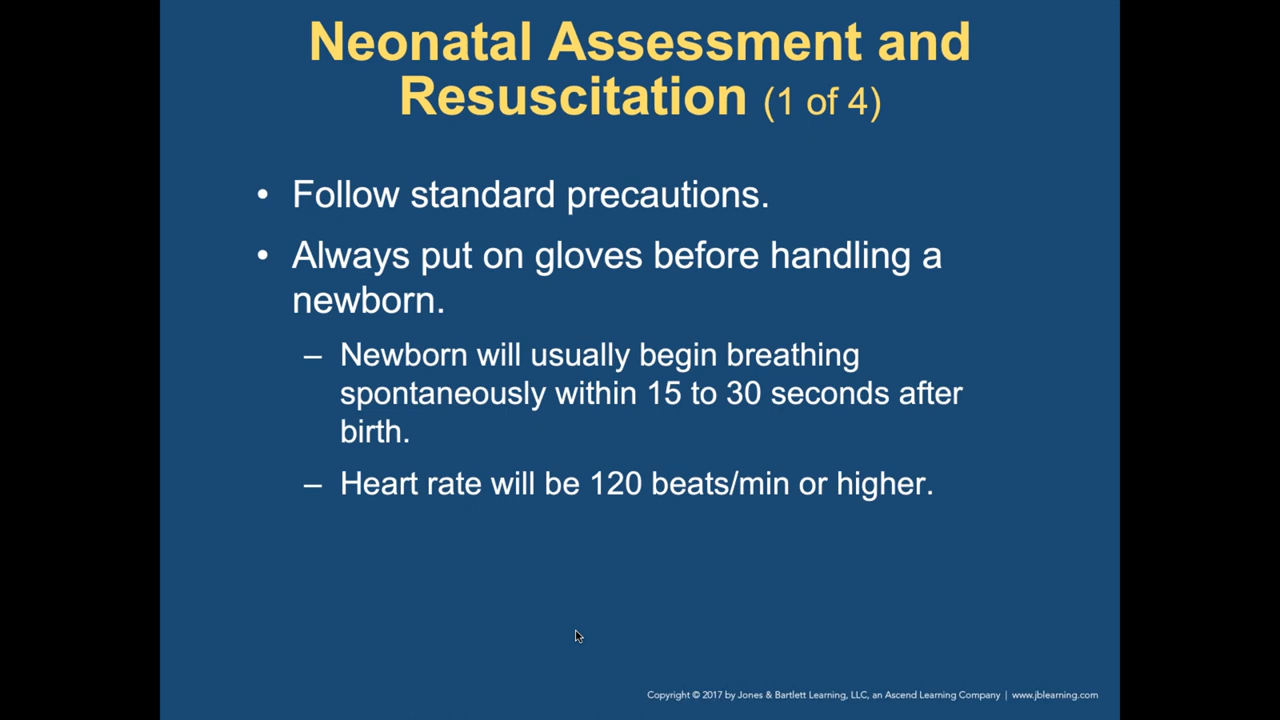 Neonatal Assessment and
Resuscitation (1 of 4)
• Follow standard precautions.
• Always put on gloves before handling a
newborn.
– Newborn will usually begin breathing
spontaneously within 15 to 30 seconds after
birth.
– Heart rate will be 120 beats/min or higher.
Copyright © 2017 by Jones & Bartlett Learning, LLC, an Ascend Learning Company | www.jblearning.com